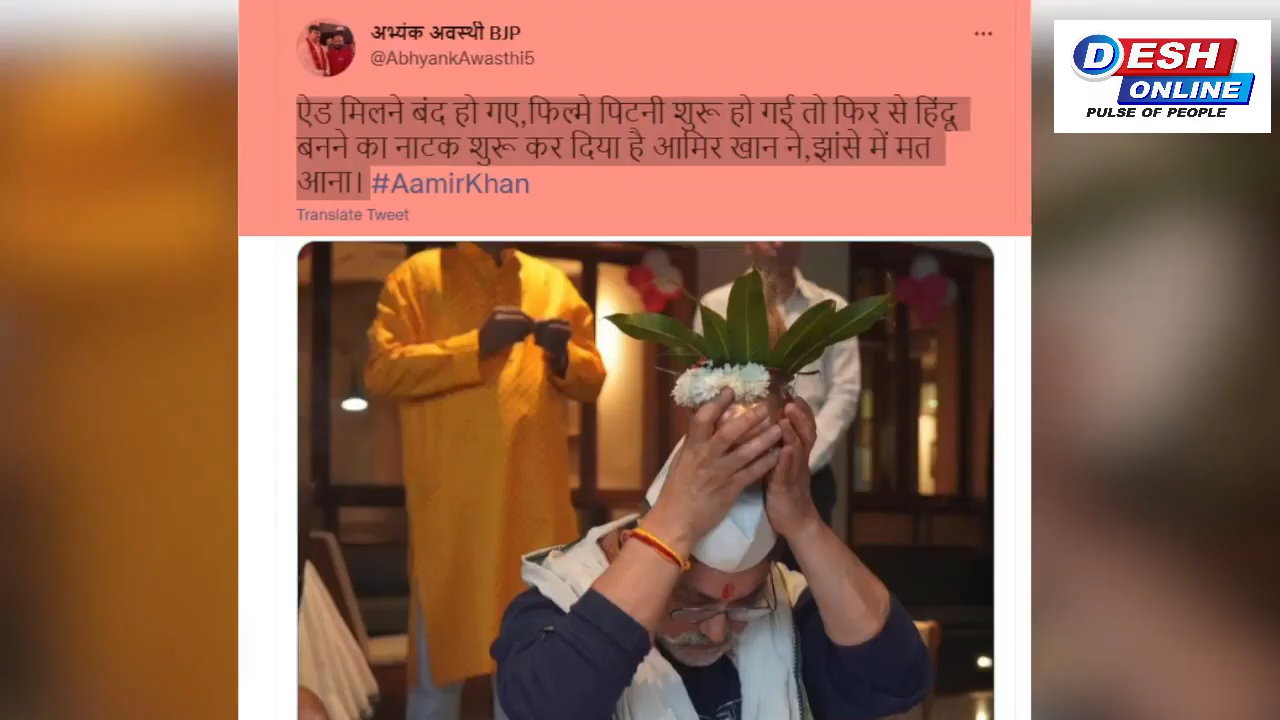 अभ्यंक अवस्थी BJP
@AbhyankAwasthi5
ऐड मिलने बंद हो गए,फिल्मे पिटनी शुरू हो गई तो फिर से हिंदू
बनने का नाटक शुरू कर दिया है आमिर खान ने,झांसे में मत
आना। #AamirKhan
Translate Tweet
DESH
ONLINE
PULSE OF PEOPLE